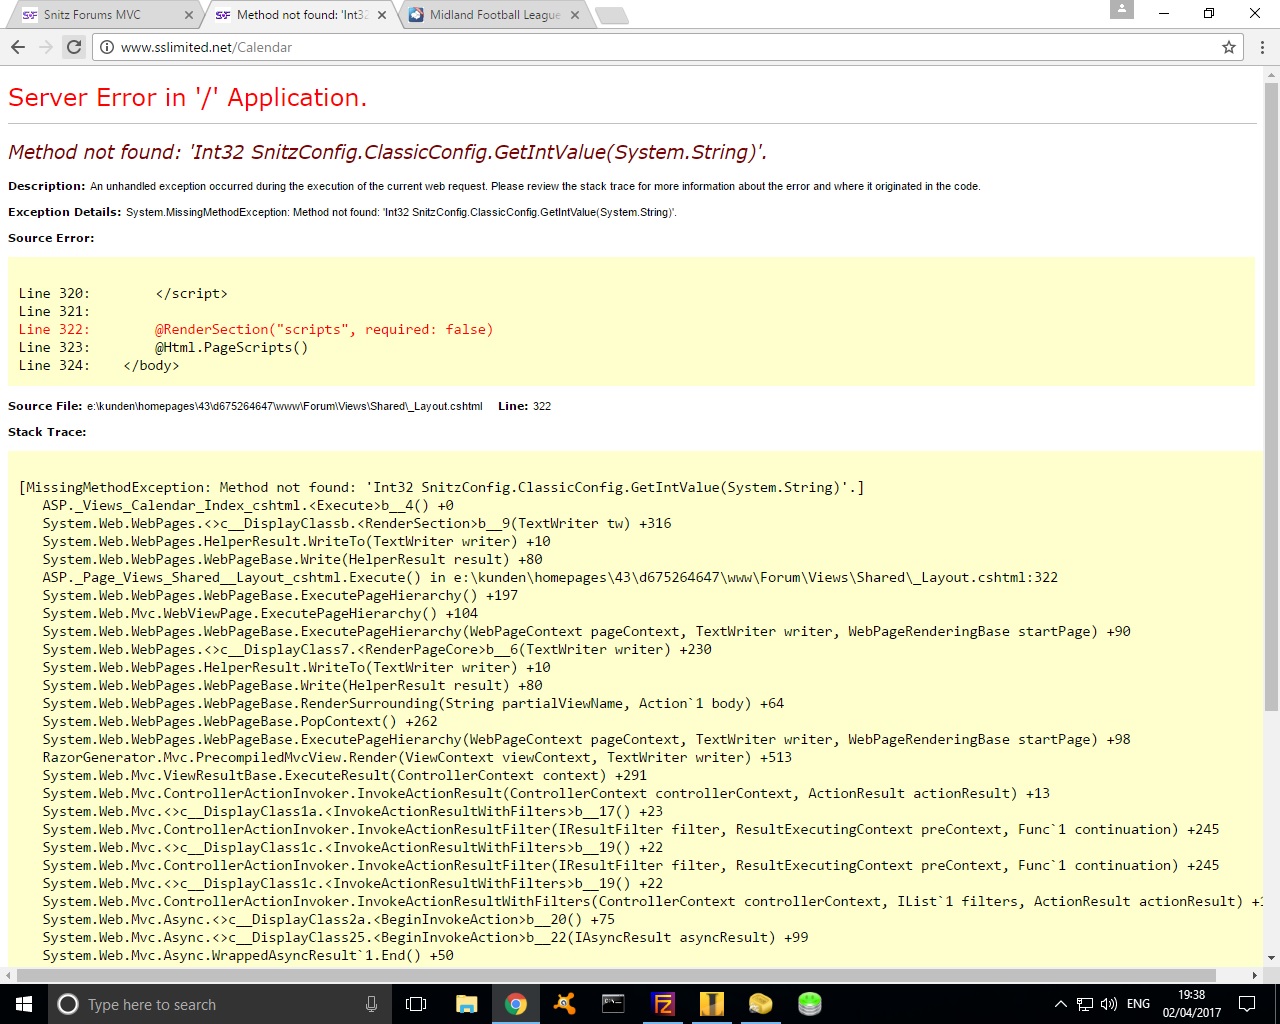 Snitz Forums MVC
Method not found: 'Int32
Midland Football League
www.sslimited.net/Calendar
Server Error in '/' Application.
Method not found: 'Int32 SnitzConfig.ClassicConfig.GetIntValue(System.String)'.
Description: An unhandled exception occurred during the execution of the current web request. Please review the stack trace for more information about the error and where it originated in the code.
Exception Details: System.MissingMethodException: Method not found: 'Int32 SnitzConfig.ClassicConfig.GetIntValue(System.String)'.
Source Error:
Line 320:        </script>
Line 321:
Line 322:        @RenderSection("scripts", required: false)
Line 323:        @Html.PageScripts()
Line 324:    </body>
Source File: e:\kunden\homepages\43\d675264647\www\Forum\Views\Shared\_Layout.cshtml    Line: 322
Stack Trace:
[MissingMethodException: Method not found: 'Int32 SnitzConfig.ClassicConfig.GetIntValue(System.String)'.]
ASP._Views_Calendar_Index_cshtml.<Execute>b__4() +0
System.Web.WebPages.<>c__DisplayClassb.<RenderSection>b__9(TextWriter tw) +316
System.Web.WebPages.HelperResult.WriteTo(TextWriter writer) +10
System.Web.WebPages.WebPageBase.Write(HelperResult result) +80
ASP._Page_Views_Shared__Layout_cshtml.Execute() in e:\kunden\homepages\43\d675264647\www\Forum\Views\Shared\_Layout.cshtml:322
System.Web.WebPages.WebPageBase.ExecutePageHierarchy() +197
System.Web.Mvc.WebViewPage.ExecutePageHierarchy() +104
System.Web.WebPages.WebPageBase.ExecutePageHierarchy(WebPageContext pageContext, TextWriter writer, WebPageRenderingBase startPage) +90
System.Web.WebPages.<>c__DisplayClass7.<RenderPageCore>b__6(TextWriter writer) +230
System.Web.WebPages.HelperResult.WriteTo(TextWriter writer) +10
System.Web.WebPages.WebPageBase.Write(HelperResult result) +80
System.Web.WebPages.WebPageBase.RenderSurrounding(String partialViewName, Action`1 body) +64
System.Web.WebPages.WebPageBase.PopContext() +262
System.Web.WebPages.WebPageBase.ExecutePageHierarchy(WebPageContext pageContext, TextWriter writer, WebPageRenderingBase startPage) +98
RazorGenerator.Mvc.PrecompiledMvcView.Render(ViewContext viewContext, TextWriter writer) +513
System.Web.Mvc.ViewResultBase.ExecuteResult(ControllerContext context) +291
System.Web.Mvc.ControllerActionInvoker.InvokeActionResult(ControllerContext controllerContext, ActionResult actionResult) +13
System.Web.Mvc.<>c__DisplayClass1a.<InvokeActionResultWithFilters>b__17() +23
System.Web.Mvc.ControllerActionInvoker.InvokeActionResultFilter(IResultFilter filter, ResultExecutingContext preContext, Func`1 continuation) +245
System.Web.Mvc.<>c__DisplayClass1c.<InvokeActionResultWithFilters>b__19() +22
System.Web.Mvc.ControllerActionInvoker.InvokeActionResultFilter(IResultFilter filter, ResultExecutingContext preContext, Func`1 continuation) +245
System.Web.Mvc.<>c__DisplayClass1c.<InvokeActionResultWithFilters>b__19() +22
System.Web.Mvc.ControllerActionInvoker.InvokeActionResultWithFilters(ControllerContext controllerContext, IList`1 filters, ActionResult actionResult) +
System.Web.Mvc.Async.<>c__DisplayClass2a.<BeginInvokeAction>b__20() +75
System.Web.Mvc.Async.<>c__DisplayClass25.<BeginInvokeAction>b__22(IAsyncResult asyncResult) +99
System.Web.Mvc.Async.WrappedAsyncResult`1.End() +50
Type here to search
ENG
19:38
02/04/2017